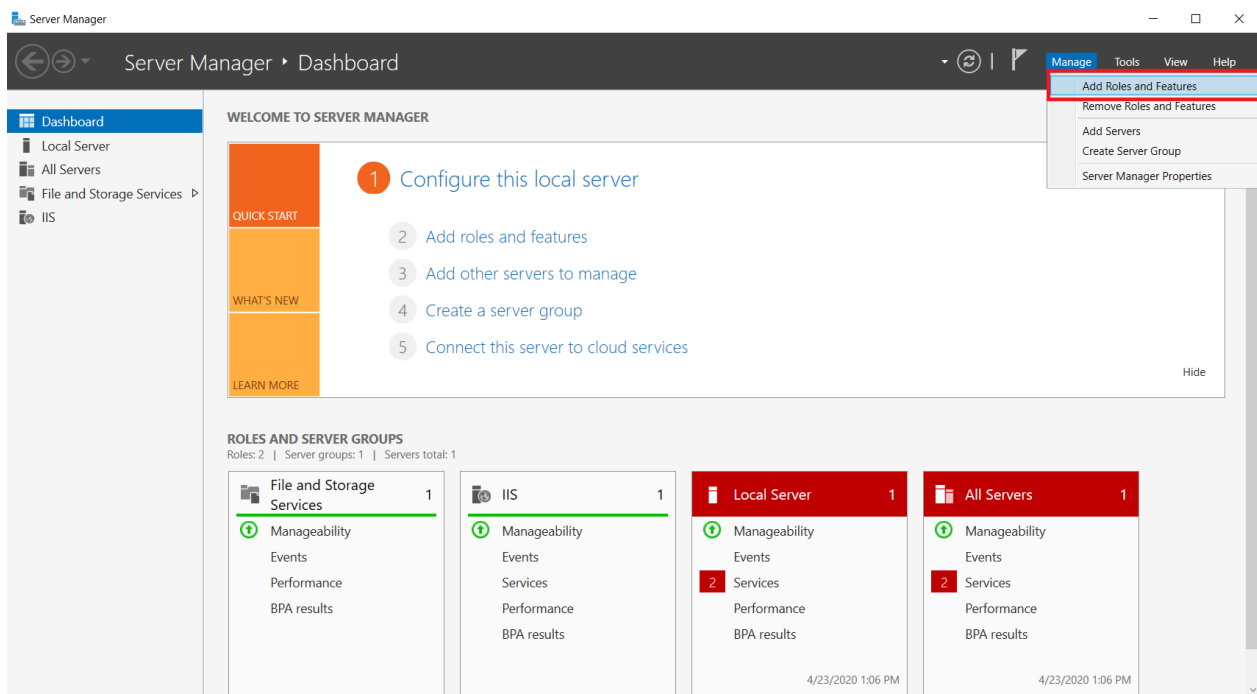 Server Manager
Server Manager ‣ Dashboard
Manage Tools View Help
Add Roles and Features
Remove Roles and Features
Add Servers
Create Server Group
Server Manager Properties
Dashboard
Local Server
All Servers
File and Storage Services
IIS
WELCOME TO SERVER MANAGER
QUICK START
WHAT'S NEW
LEARN MORE
1 Configure this local server
2 Add roles and features
3 Add other servers to manage
4 Create a server group
5 Connect this server to cloud services
Hide
ROLES AND SERVER GROUPS
Roles: 2 | Server groups: 1 | Servers total: 1
File and Storage
Services 1
Manageability
Events
Performance
BPA results
IIS 1
Manageability
Events
Services
Performance
BPA results
Local Server 1
Manageability
Events
2 Services
Performance
BPA results
4/23/2020 1:06 PM
All Servers 1
Manageability
Events
2 Services
Performance
BPA results
4/23/2020 1:06 PM